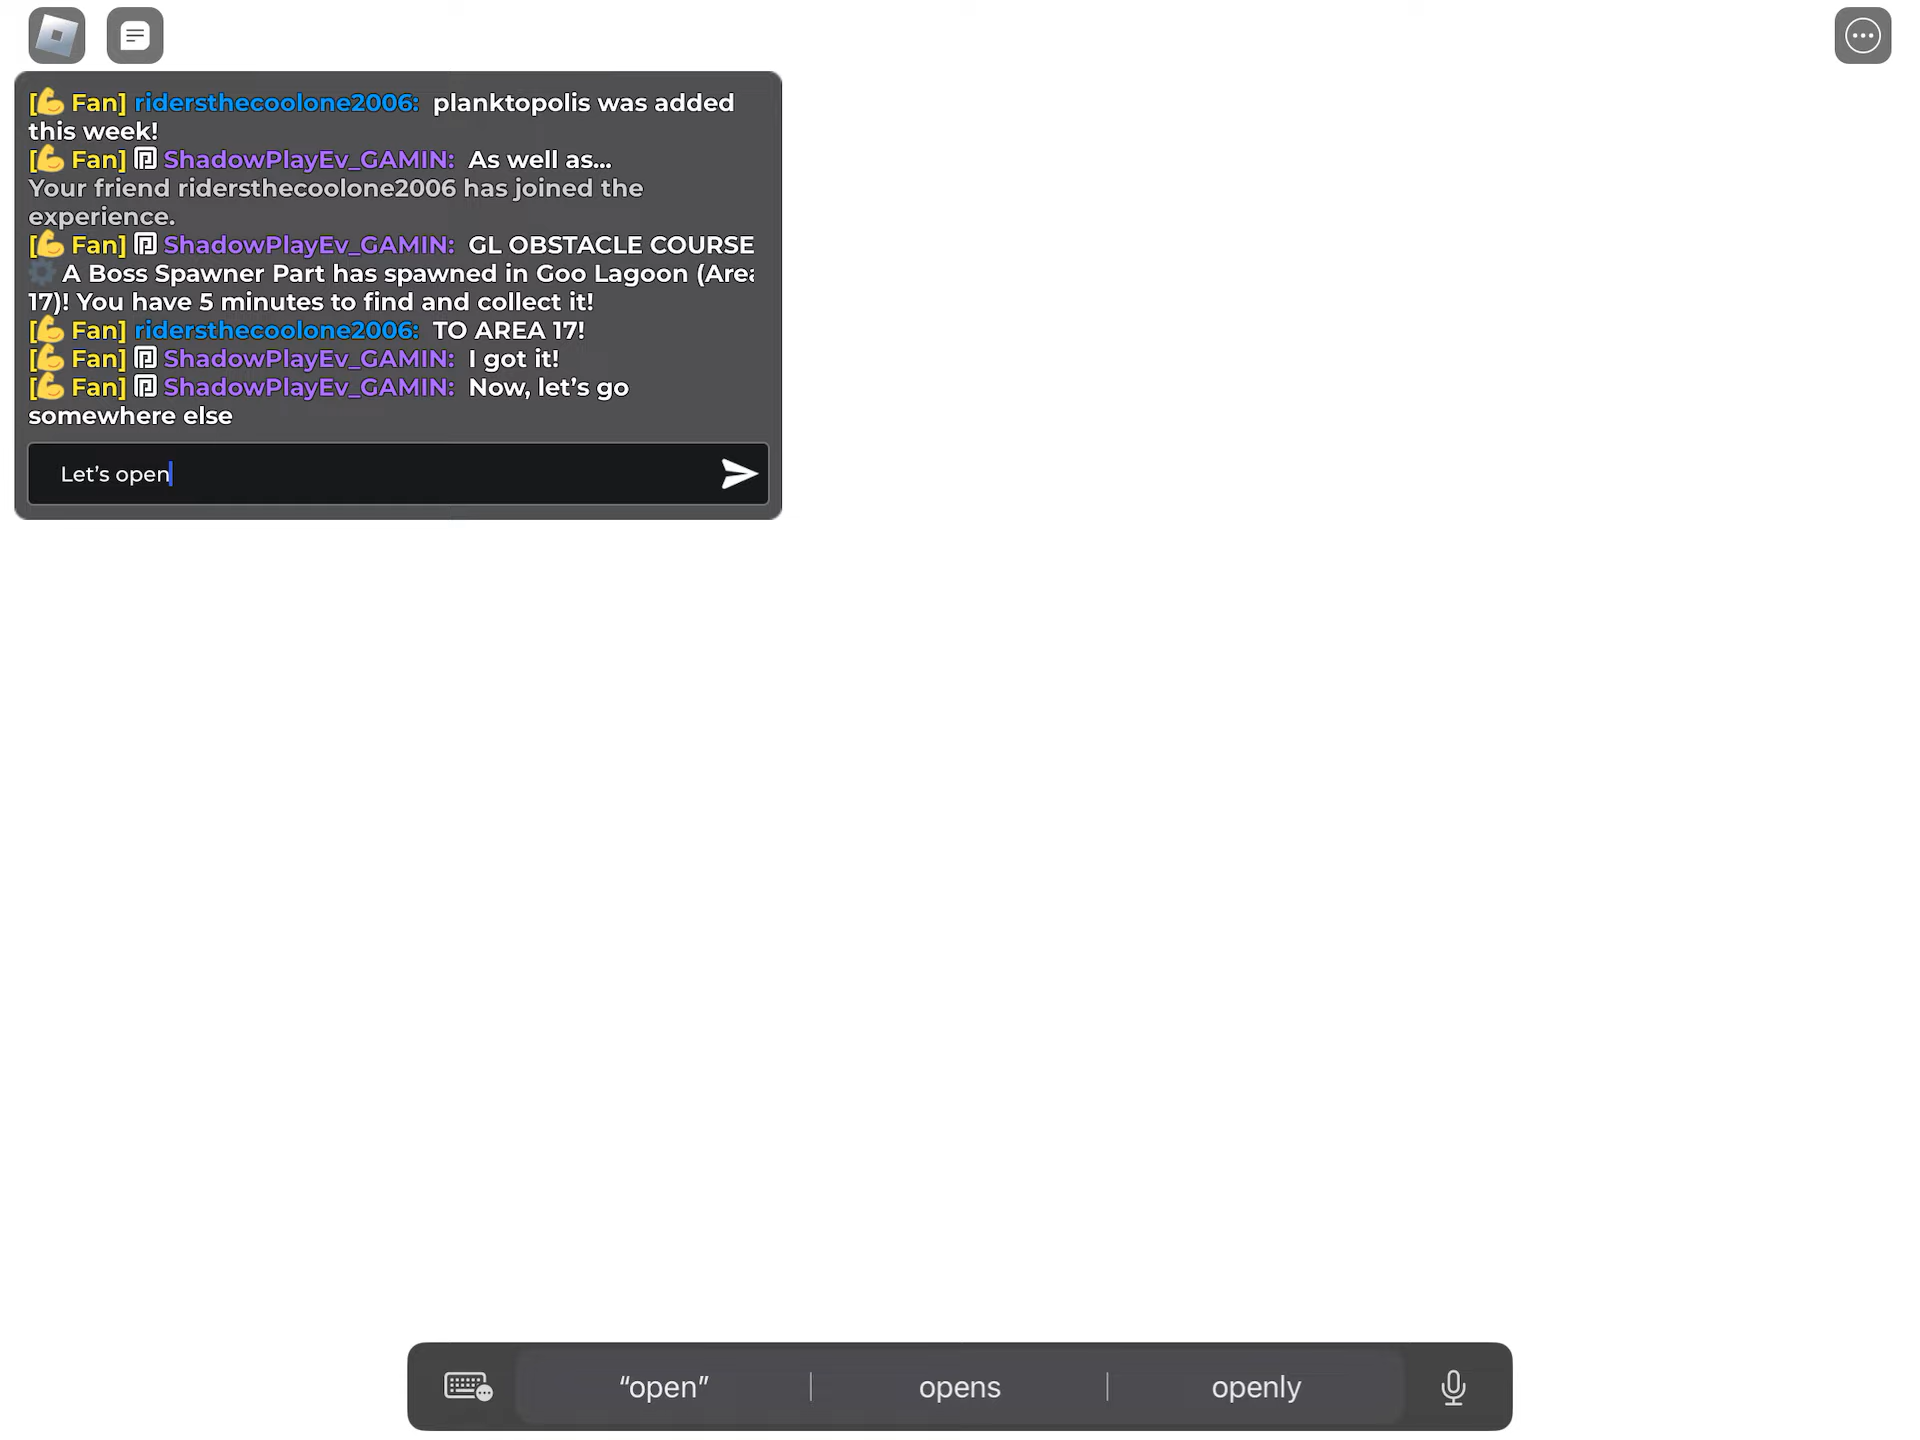 [💪 Fan] ridersthecoolone2006: planktopolis was added
this week!
[💪 Fan] ShadowPlayEv_GAMIN: As well as...
Your friend ridersthecoolone2006 has joined the
experience.
[💪 Fan] ShadowPlayEv_GAMIN: GL OBSTACLE COURSE
⚙️ A Boss Spawner Part has spawned in Goo Lagoon (Area
17)! You have 5 minutes to find and collect it!
[💪 Fan] ridersthecoolone2006: TO AREA 17!
[💪 Fan] ShadowPlayEv_GAMIN: I got it!
[💪 Fan] ShadowPlayEv_GAMIN: Now, let’s go
somewhere else
Let’s open
“open” opens openly